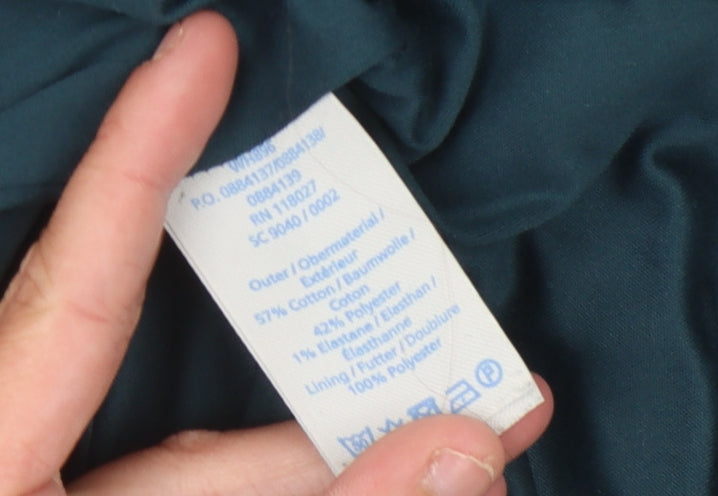 WH896
P.O. 0884137/0884138/
0884139
RN 118027
SC 9040 / 0002
Outer / Obermaterial /
Extérieur
57% Cotton / Baumwolle /
Coton
42% Polyester
1% Elastane / Elasthan /
Élasthanne
Lining / Futter / Doublure
100% Polyester
P